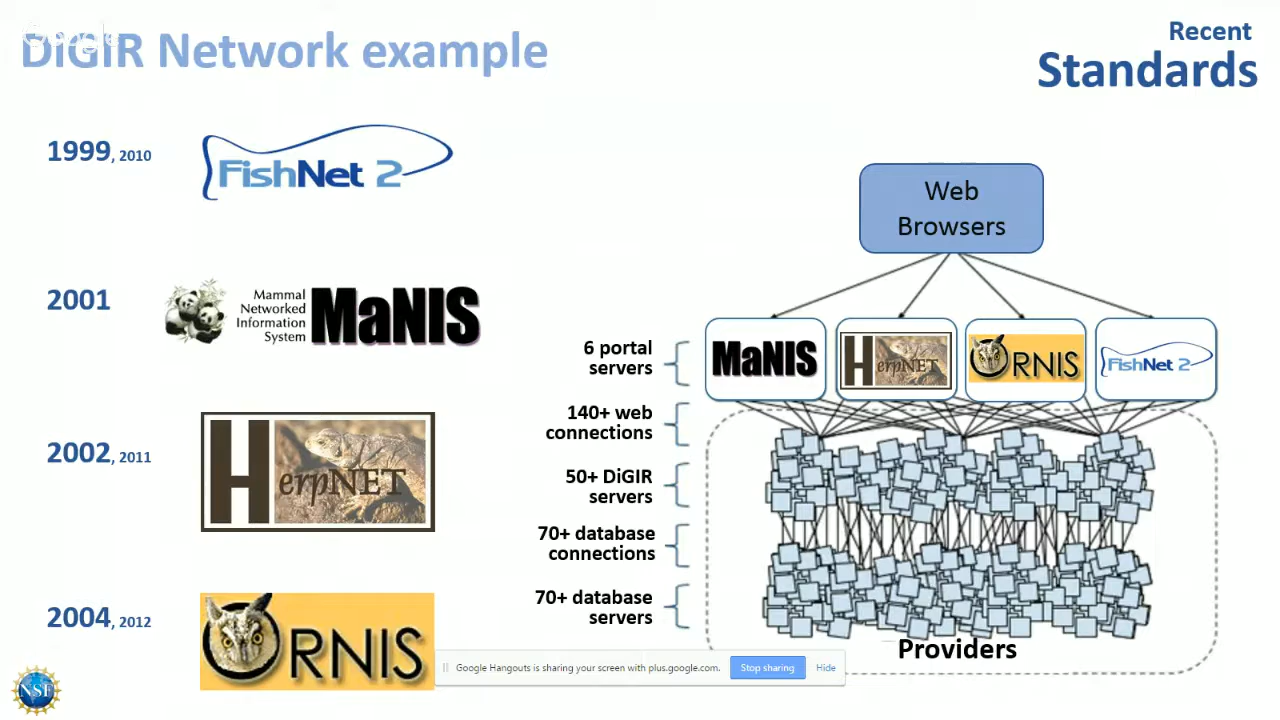 Google
DiGIR Network example
Recent
Standards
1999, 2010
FishNet 2
2001
Mammal
Networked
Information
System
MaNIS
2002, 2011
HerpNET
2004, 2012
ORNIS
NSF
Web
Browsers
MaNIS
HerpNET
ORNIS
FishNet 2
6 portal
servers
140+ web
connections
50+ DiGIR
servers
70+ database
connections
70+ database
servers
Providers
Google Hangouts is sharing your screen with plus.google.com.
Stop sharing
Hide